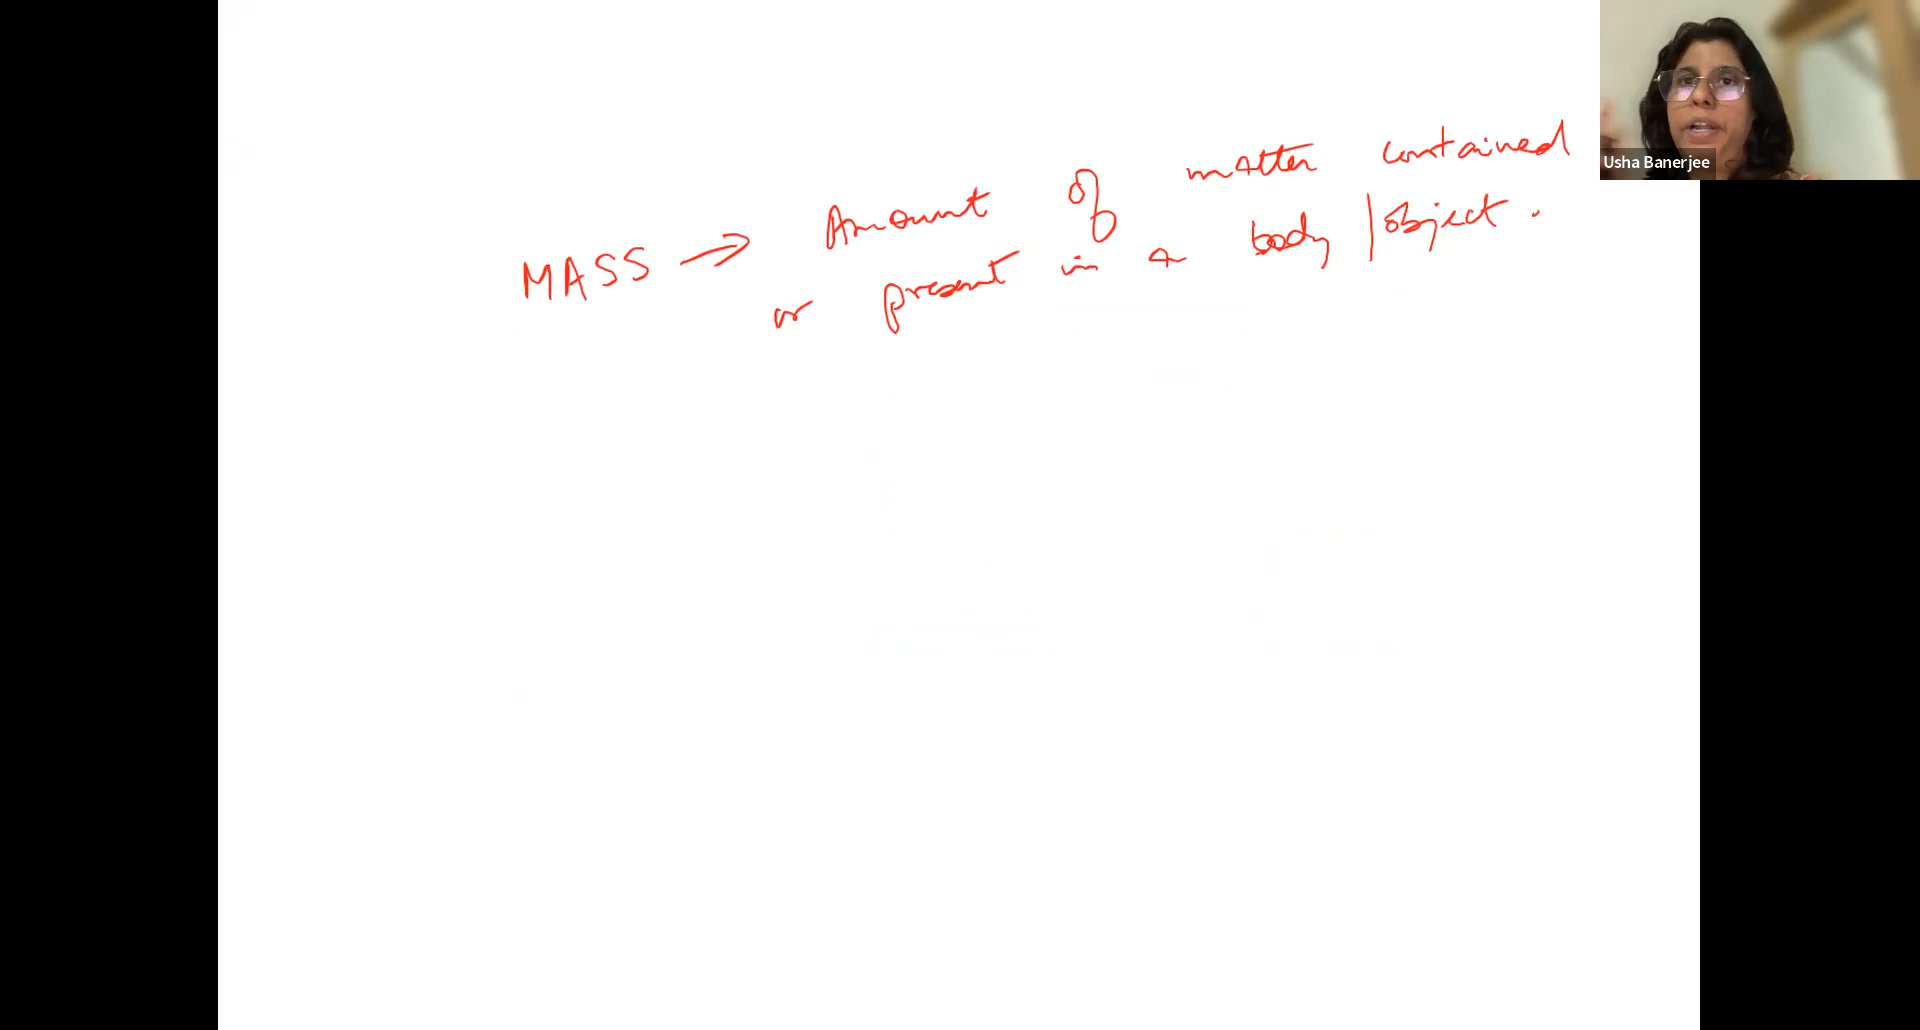 MASS → Amount of matter contained
or present in a body / object.
Usha Banerjee